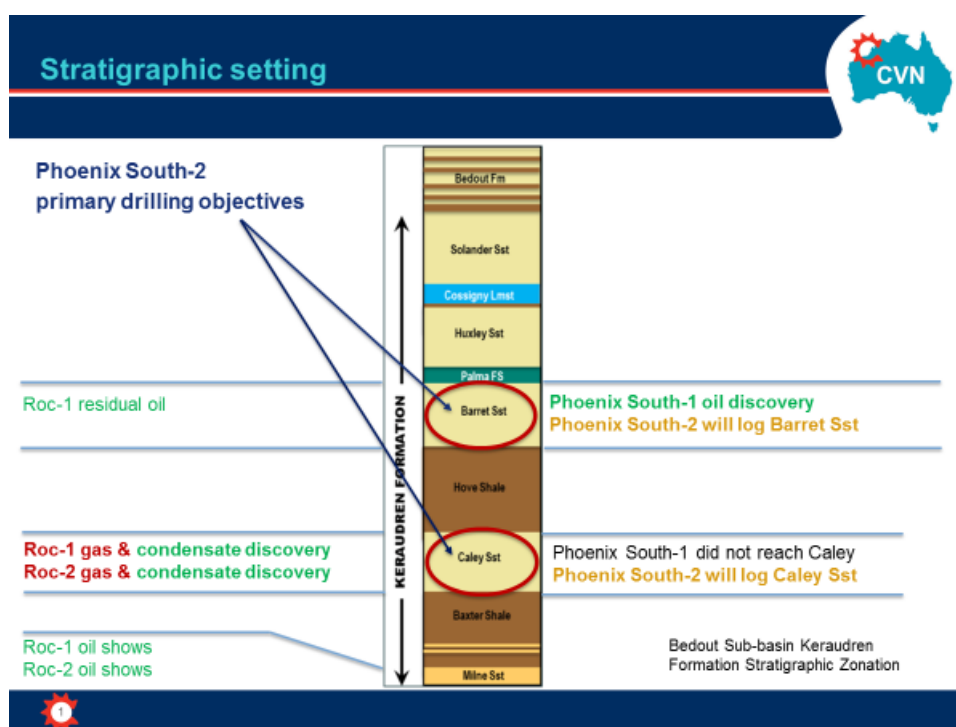 Stratigraphic setting
CVN
Phoenix South-2
primary drilling objectives
Bedout Fm
Solander Sst
Cossigny Lmst
Huxley Sst
Palma FS
Barret Sst
Hove Shale
Caley Sst
Baxter Shale
Milne Sst
KERAUDREN FORMATION
Roc-1 residual oil
Phoenix South-1 oil discovery
Phoenix South-2 will log Barret Sst
Roc-1 gas & condensate discovery
Roc-2 gas & condensate discovery
Phoenix South-1 did not reach Caley
Phoenix South-2 will log Caley Sst
Roc-1 oil shows
Roc-2 oil shows
Bedout Sub-basin Keraudren
Formation Stratigraphic Zonation
1